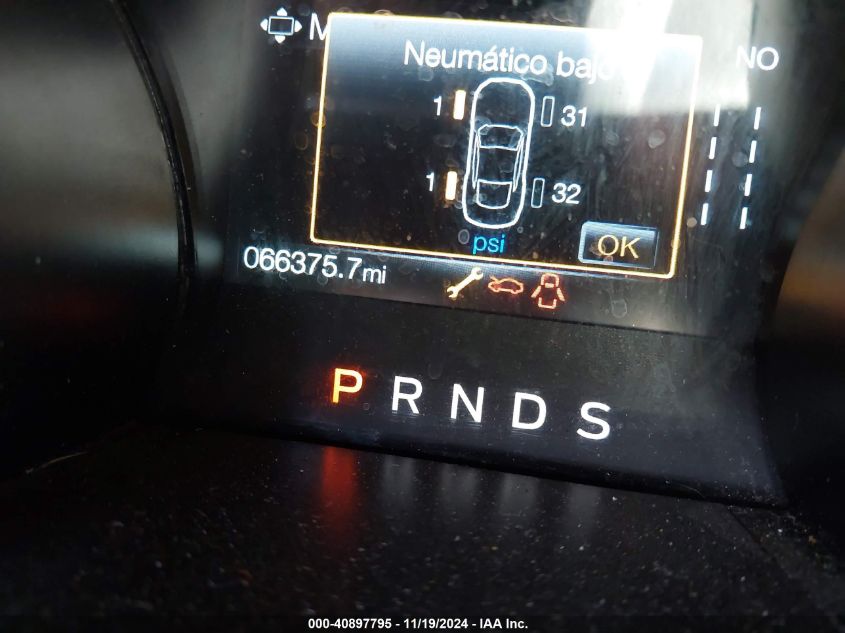 M
Neumático bajo
NO
1 31
1 32
psi OK
066375.7mi
P R N D S
000-40897795 - 11/19/2024 - IAA Inc.